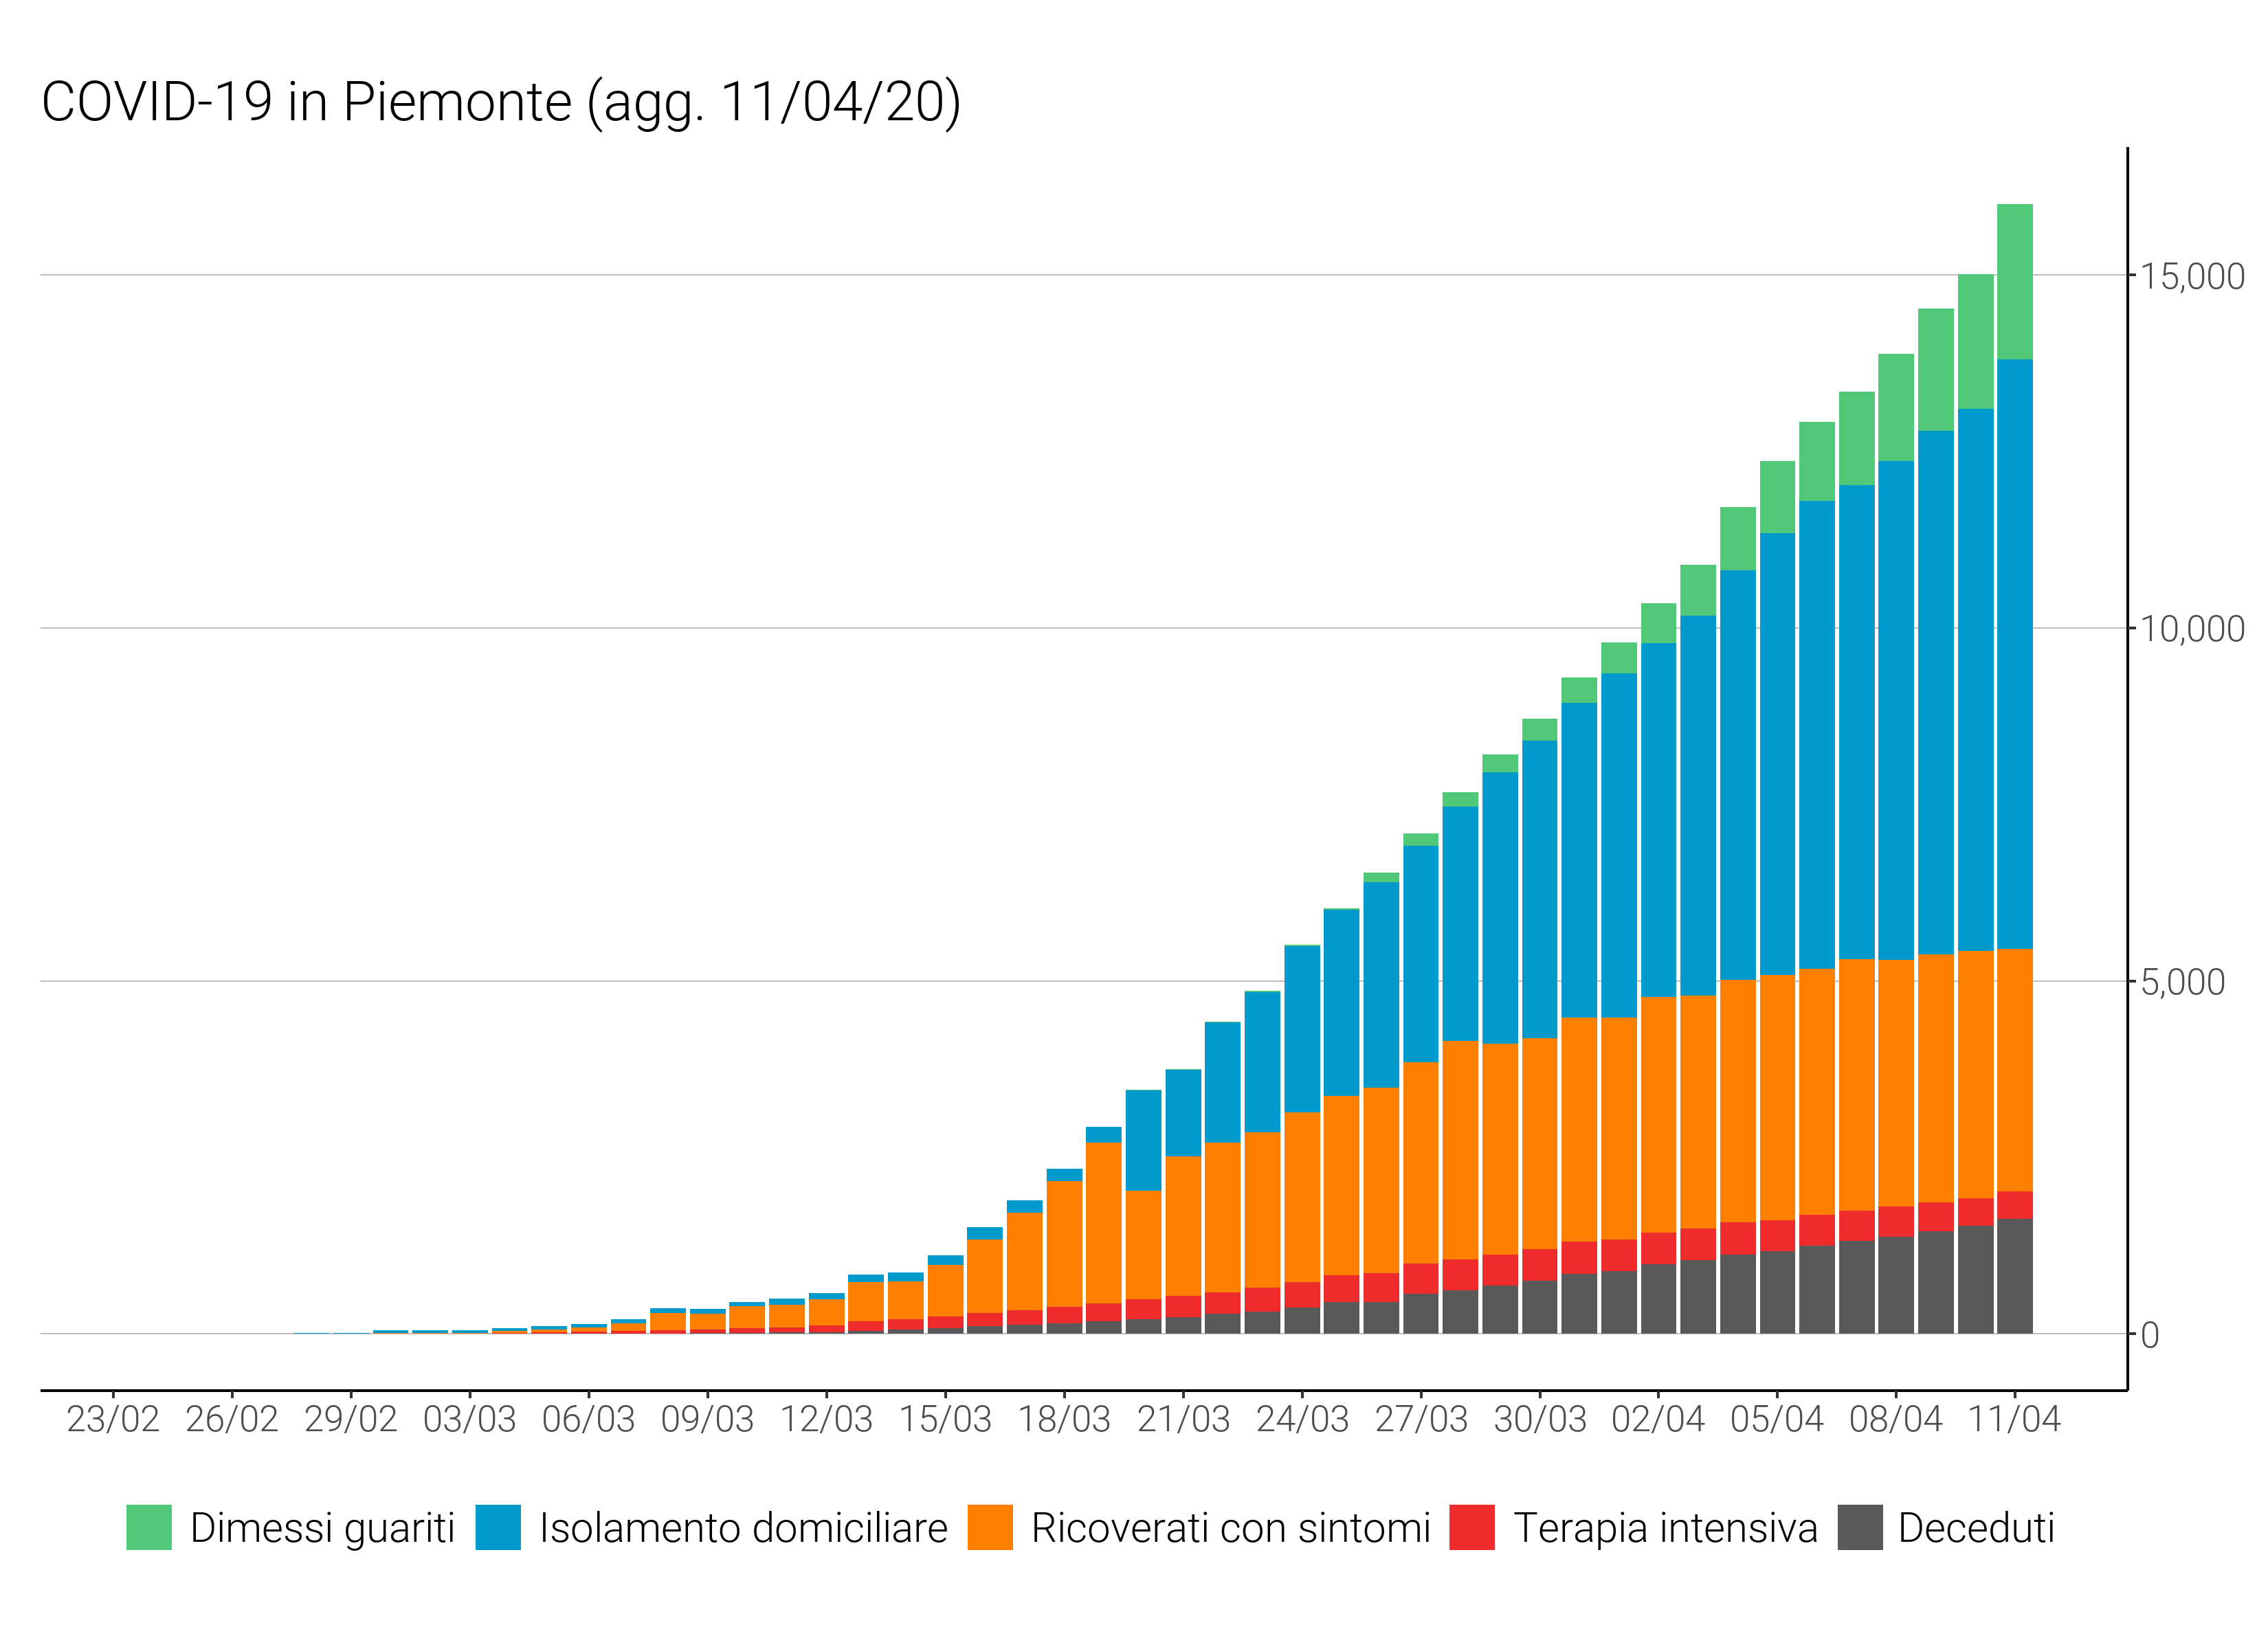 COVID-19 in Piemonte (agg. 11/04/20)
15,000
10,000
5,000
0
23/02 26/02 29/02 03/03 06/03 09/03 12/03 15/03 18/03 21/03 24/03 27/03 30/03 02/04 05/04 08/04 11/04
Dimessi guariti Isolamento domiciliare Ricoverati con sintomi Terapia intensiva Deceduti